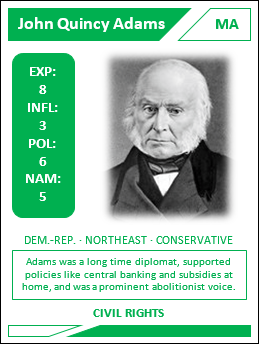 John Quincy Adams
MA
EXP:
8
INFL:
3
POL:
6
NAM:
5
DEM.-REP. · NORTHEAST · CONSERVATIVE
Adams was a long time diplomat, supported
policies like central banking and subsidies at
home, and was a prominent abolitionist voice.
CIVIL RIGHTS